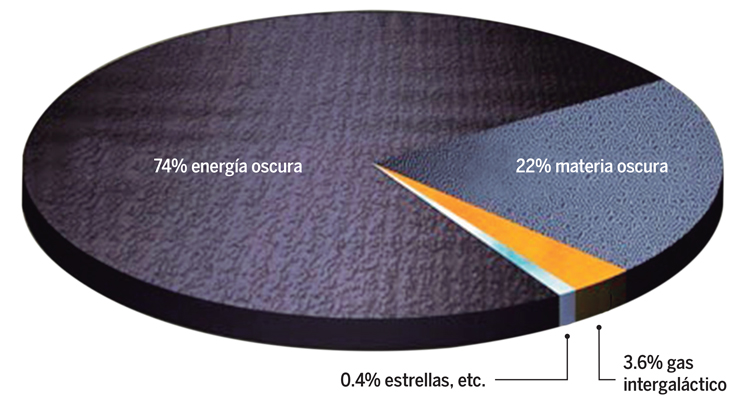 74% energía oscura
22% materia oscura
0.4% estrellas, etc.
3.6% gas
intergaláctico